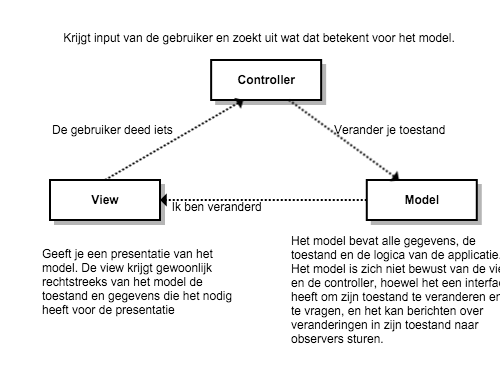 Krijgt input van de gebruiker en zoekt uit wat dat betekent voor het model.
Controller
De gebruiker deed iets
Verander je toestand
View
Ik ben veranderd
Model
Geeft je een presentatie van het
model. De view krijgt gewoonlijk
rechtstreeks van het model de
toestand en gegevens die het nodig
heeft voor de presentatie
Het model bevat alle gegevens, de
toestand en de logica van de applicatie.
Het model is zich niet bewust van de
en de controller, hoewel het een
heeft om zijn toestand te veranderen
te vragen, en het kan berichten over
veranderingen in zijn toestand naar
observers sturen.